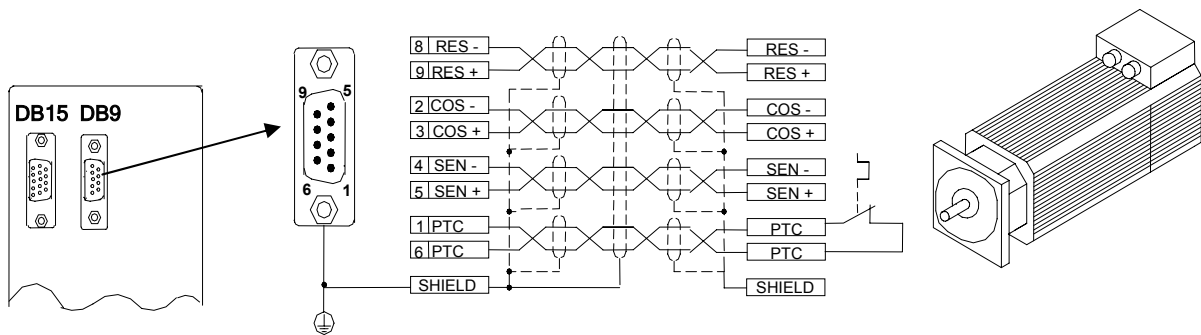 DB15 DB9
9 5
6 1
8 RES - RES -
9 RES + RES +
2 COS - COS -
3 COS + COS +
4 SEN - SEN -
5 SEN + SEN +
1 PTC PTC
6 PTC PTC
SHIELD SHIELD